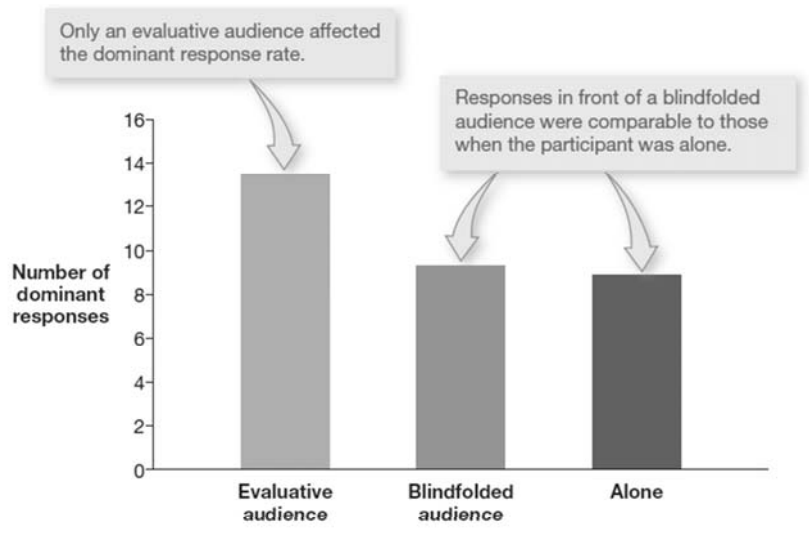 Only an evaluative audience affected
the dominant response rate.
Responses in front of a blindfolded
audience were comparable to those
when the participant was alone.
16
14
12
10
8
6
4
2
0
Number of
dominant
responses
Evaluative
audience
Blindfolded
audience
Alone